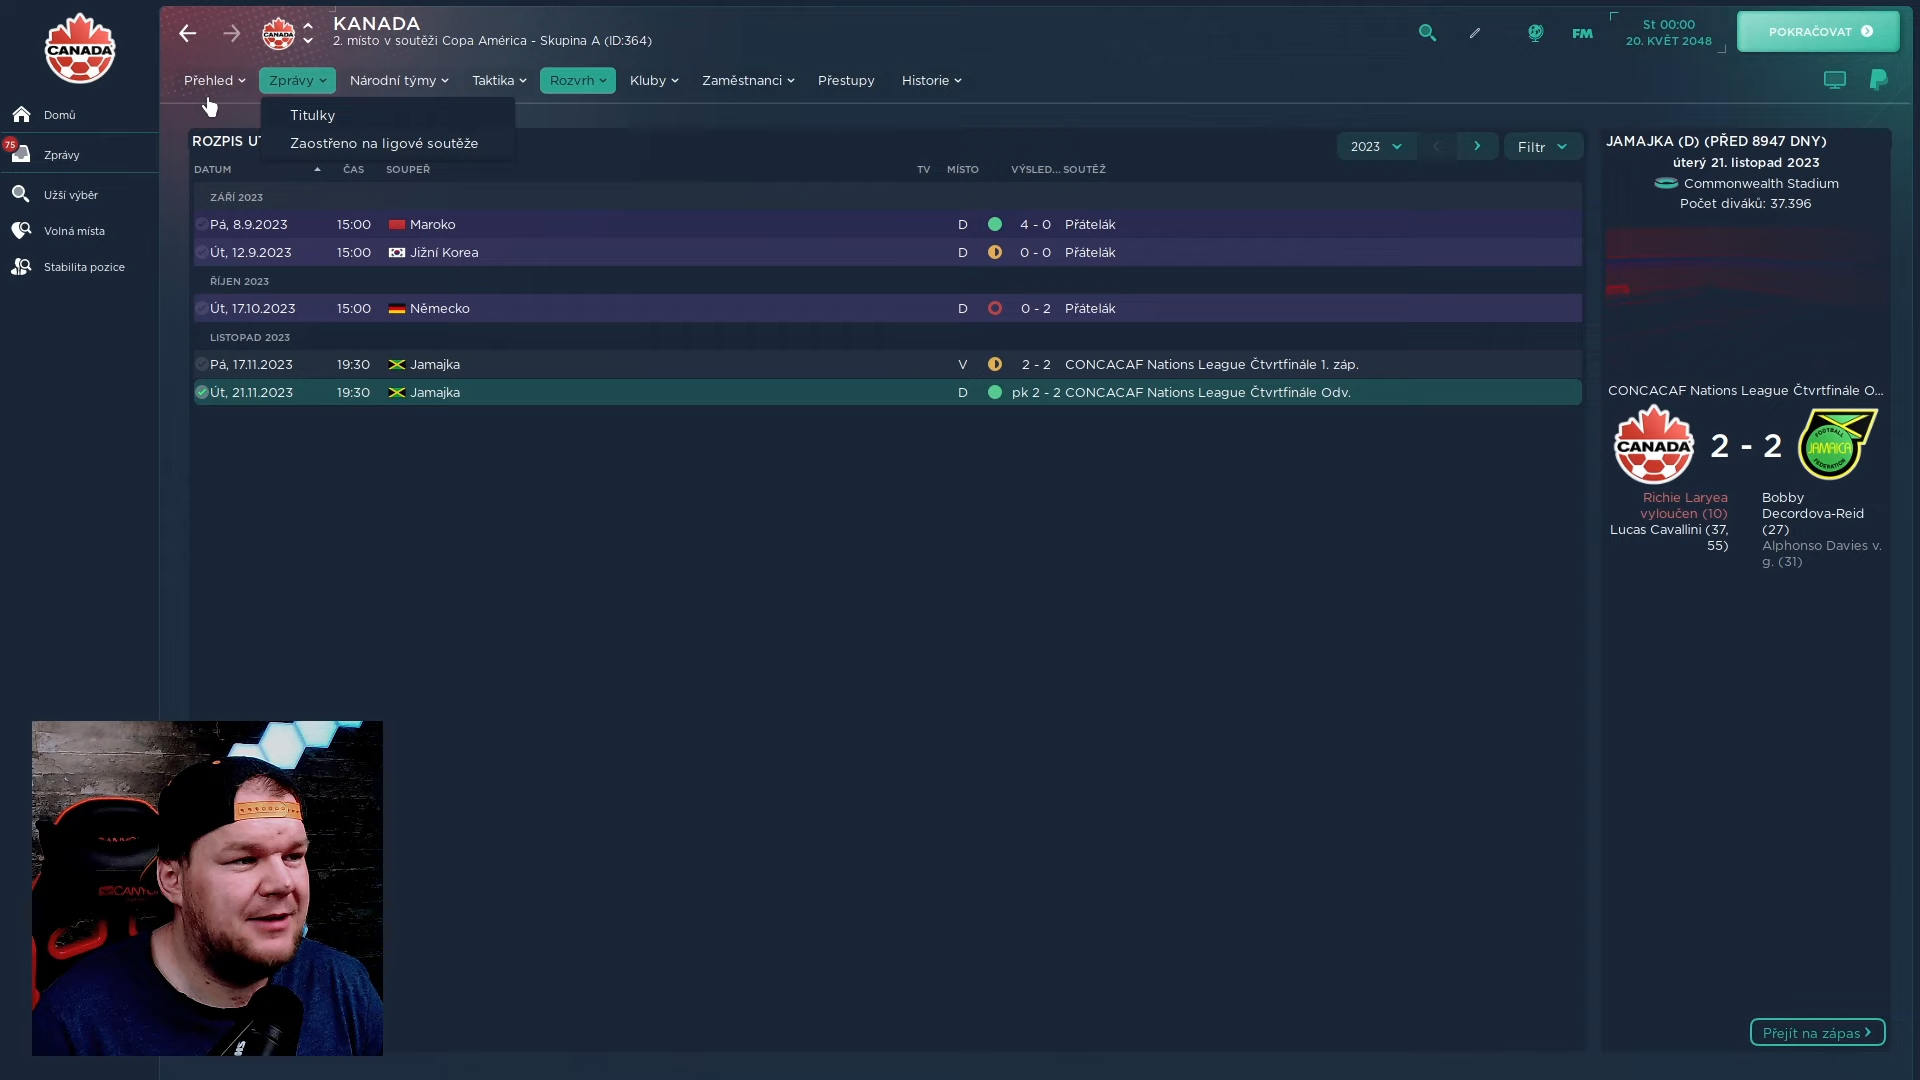 CANADA
Domů
75
Zprávy
Užší výběr
Volná místa
Stabilita pozice
CANADA
KANADA
2. místo v soutěži Copa América - Skupina A (ID:364)
FM
St 00:00
20. KVĚT 2048
POKRAČOVAT
Přehled
Zprávy
Národní týmy
Taktika
Rozvrh
Kluby
Zaměstnanci
Přestupy
Historie
Titulky
Zaostřeno na ligové soutěže
ROZPIS
2023
Filtr
DATUM ČAS SOUPEŘ TV MÍSTO VÝSLED... SOUTĚŽ
ZÁŘÍ 2023
Pá, 8.9.2023 15:00 Maroko D 4 - 0 Přátelák
Út, 12.9.2023 15:00 Jižní Korea D 0 - 0 Přátelák
ŘÍJEN 2023
Út, 17.10.2023 15:00 Německo D 0 - 2 Přátelák
LISTOPAD 2023
Pá, 17.11.2023 19:30 Jamajka V 2 - 2 CONCACAF Nations League Čtvrtfinále 1. záp.
Út, 21.11.2023 19:30 Jamajka D pk 2 - 2 CONCACAF Nations League Čtvrtfinále Odv.
JAMAJKA (D) (PŘED 8947 DNY)
úterý 21. listopad 2023
Commonwealth Stadium
Počet diváků: 37.396
CONCACAF Nations League Čtvrtfinále O...
CANADA
2 - 2
FOOTBALL
JAMAICA
FEDERATION
Richie Laryea
vyloučen (10)
Lucas Cavallini (37,
55)
Bobby
Decordova-Reid
(27)
Alphonso Davies v.
g. (31)
Přejít na zápas